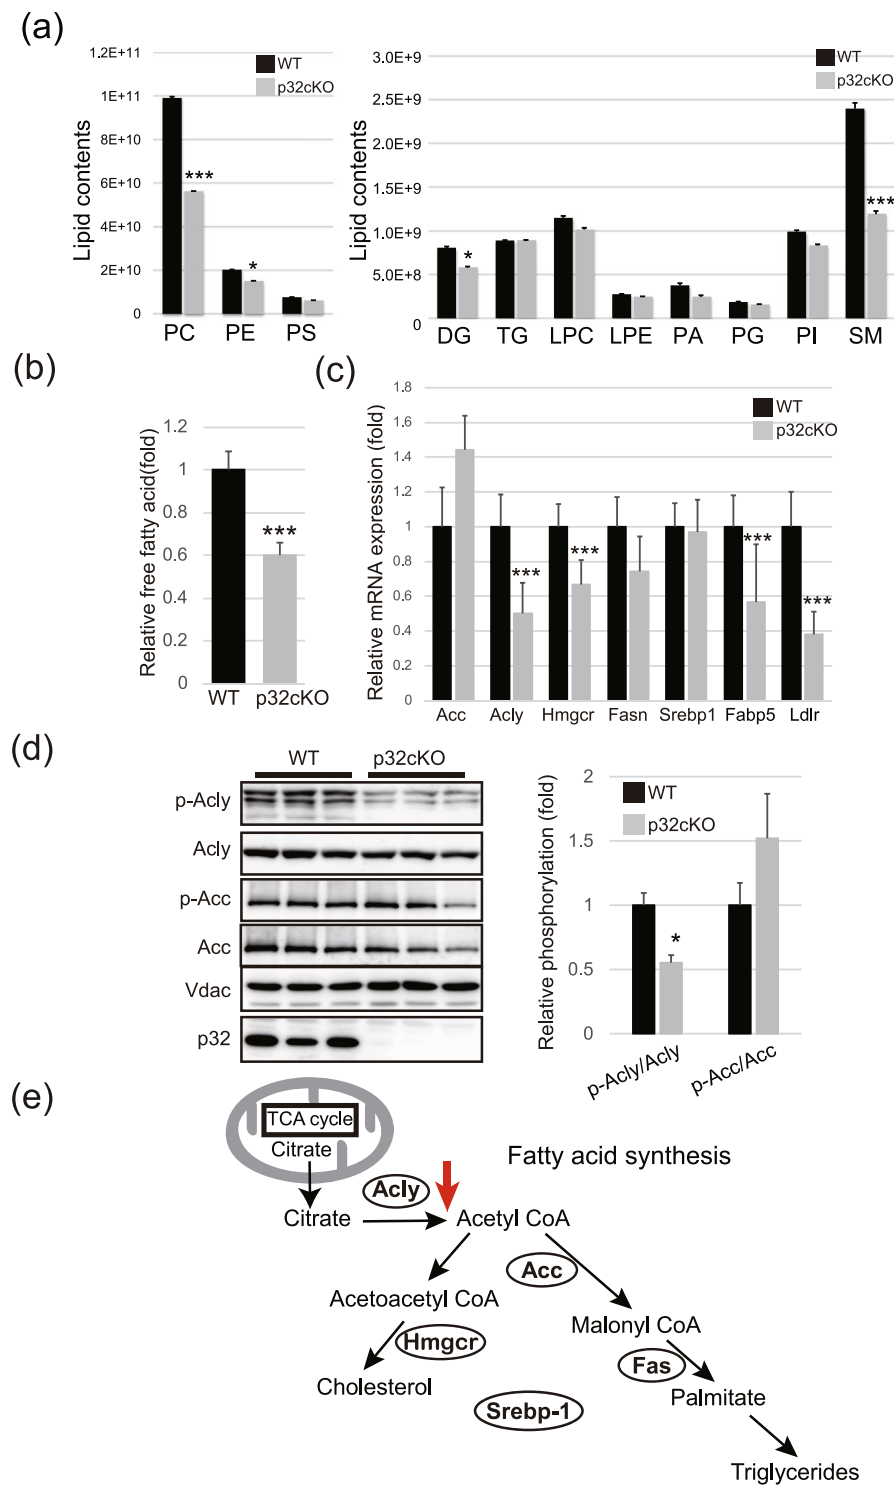 (a)
Lipid contents
1.2E+11
1E+11
8E+10
6E+10
4E+10
2E+10
0
WT
p32cKO
***
*
PC PE PS
Lipid contents
3.0E+9
2.5E+9
2.0E+9
1.5E+9
1.0E+9
5.0E+8
0
WT
p32cKO
*
***
DG TG LPC LPE PA PG PI SM
(b)
Relative free fatty acid(fold)
1.2
1
0.8
0.6
0.4
0.2
0
***
WT p32cKO
(c)
Relative mRNA expression (fold)
1.8
1.6
1.4
1.2
1
0.8
0.6
0.4
0.2
0
WT
p32cKO
***
***
***
***
Acc Acly Hmgcr Fasn Srebp1 Fabp5 Ldlr
(d)
WT p32cKO
p-Acly
Acly
p-Acc
Acc
Vdac
p32
Relative phosphorylation (fold)
2
1.5
1
0.5
0
WT
p32cKO
*
p-Acly/Acly
p-Acc/Acc
(e)
TCA cycle
Citrate
Fatty acid synthesis
Acly
Citrate
Acetyl CoA
Acc
Acetoacetyl CoA
Malonyl CoA
Hmgcr
Fas
Cholesterol
Palmitate
Srebp-1
Triglycerides